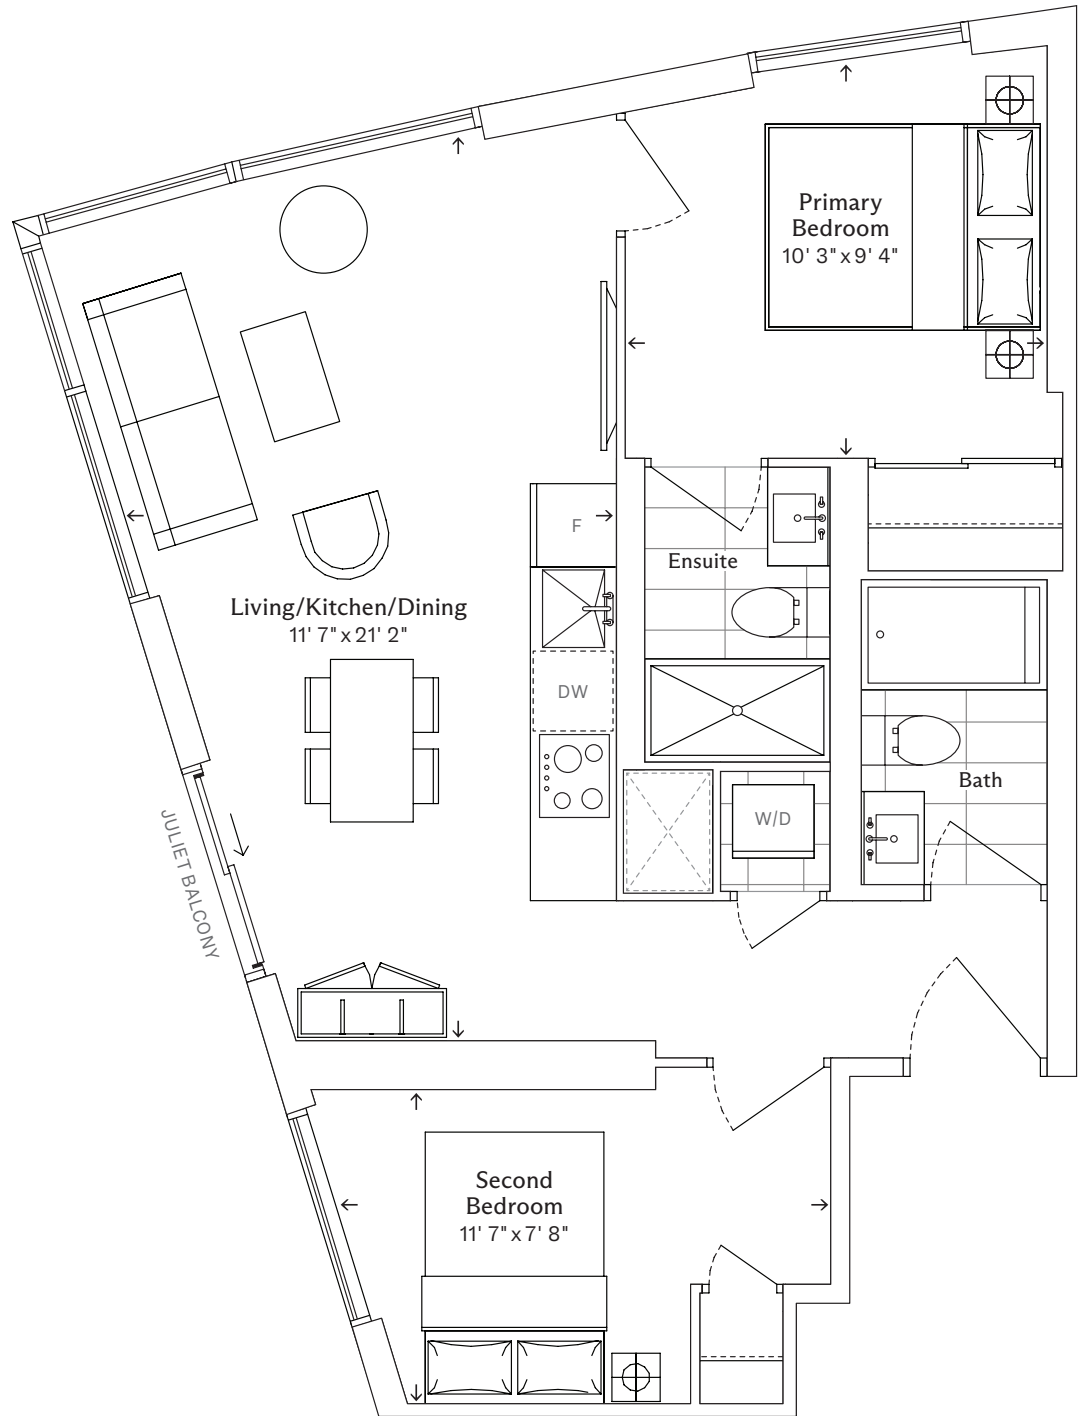 Primary
Bedroom
10' 3" x 9' 4"
F
Ensuite
Living/Kitchen/Dining
11' 7" x 21' 2"
DW
Bath
W/D
JULIET BALCONY
Second
Bedroom
11' 7" x 7' 8"